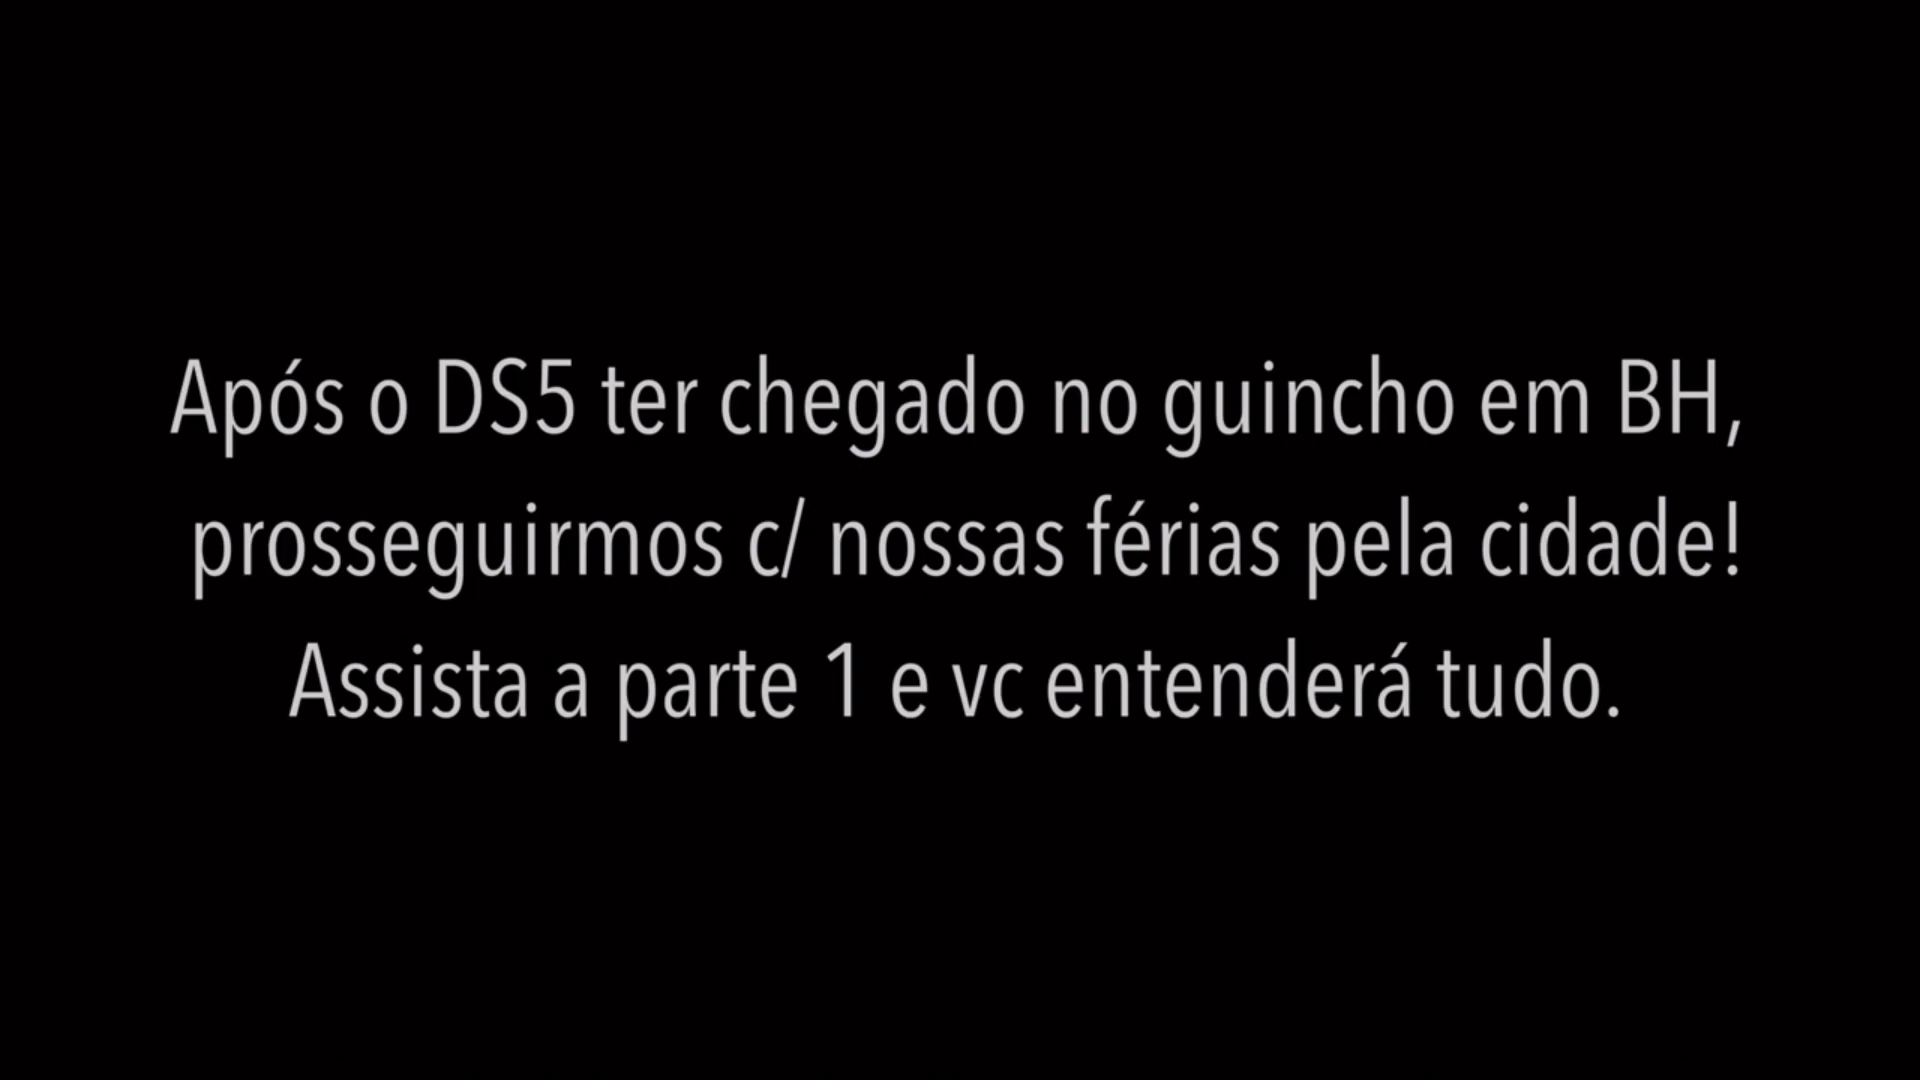 Após o DS5 ter chegado no guincho em BH,
prosseguirmos c/ nossas férias pela cidade!
Assista a parte 1 e vc entenderá tudo.